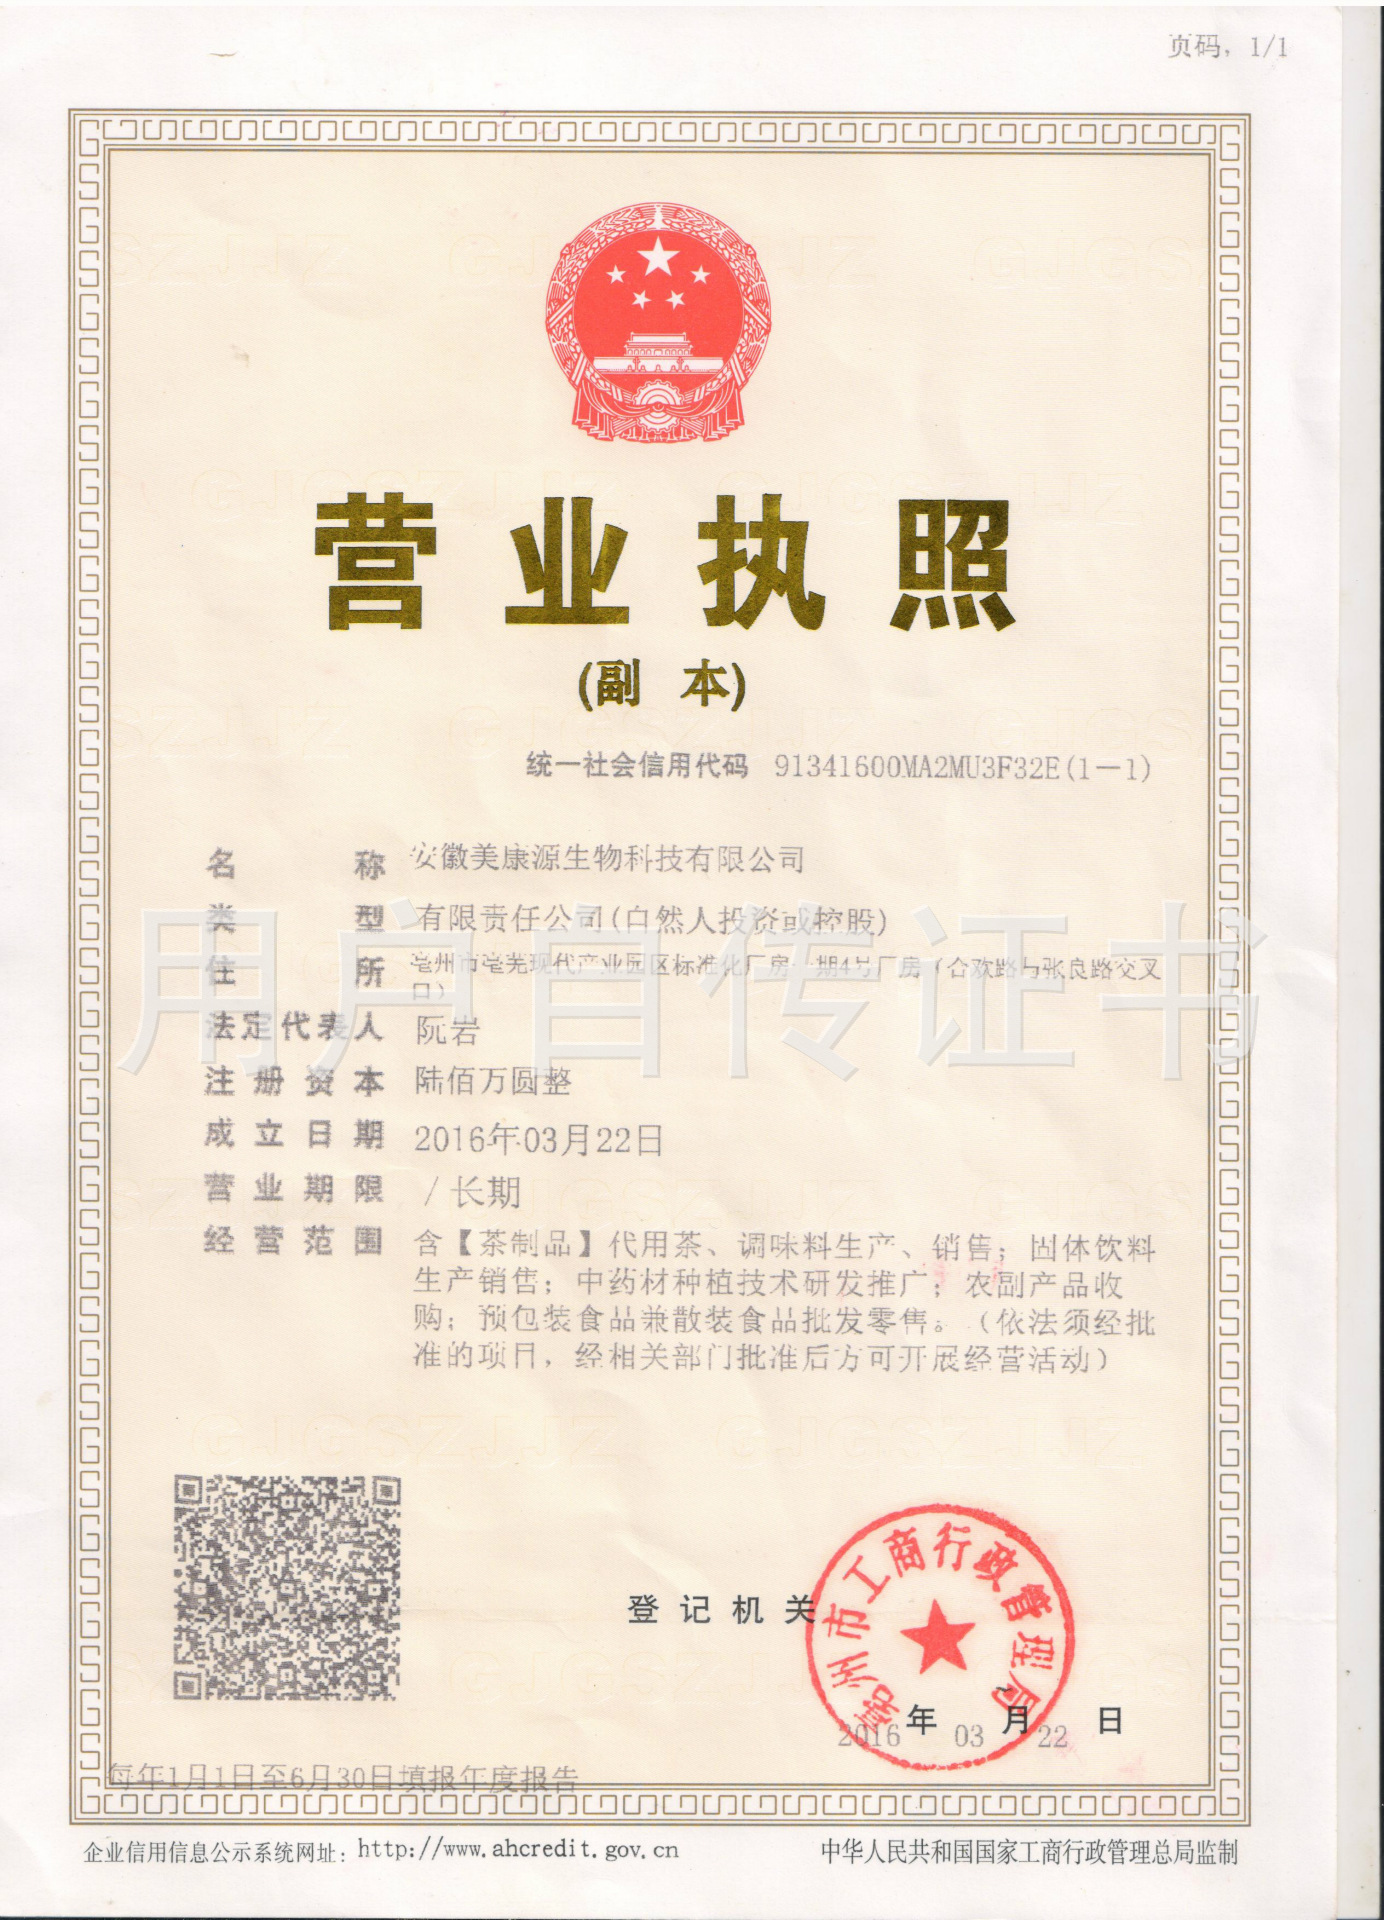 页码, 1/1
营业执照
(副 本)
统一社会信用代码 91341600MA2MU3F32E(1-1)
名称 安徽美康源生物科技有限公司
类型 有限责任公司(自然人投资或控股)
住所 亳州市亳芜现代产业园区标准化厂房一期4号厂房（合欢路与张良路交叉
口）
法定代表人 阮岩
注册资本 陆佰万圆整
成立日期 2016年03月22日
营业期限 / 长期
经营范围 含【茶制品】代用茶、调味料生产、销售；固体饮料
生产销售；中药材种植技术研发推广；农副产品收
购；预包装食品兼散装食品批发零售。（依法须经批
准的项目，经相关部门批准后方可开展经营活动）
用户自传证书
登记机关
亳州市工商行政管理局
2016年03月22日
每年1月1日至6月30日填报年度报告
企业信用信息公示系统网址：http://www.ahcredit.gov.cn
中华人民共和国国家工商行政管理总局监制